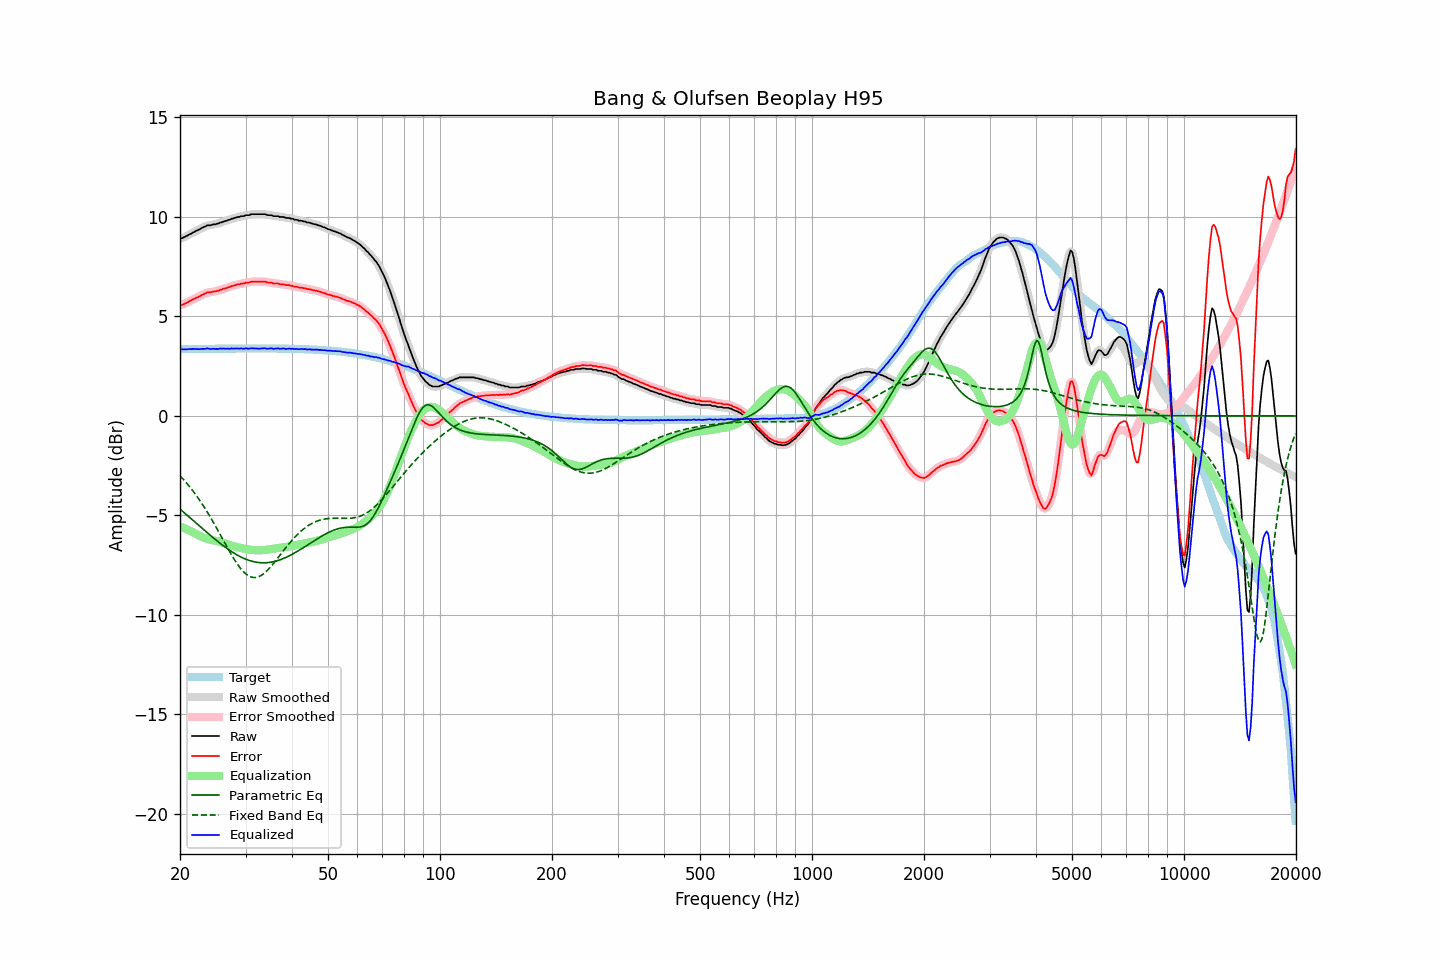 Bang & Olufsen Beoplay H95
Amplitude (dBr)
15
10
5
0
−5
−10
−15
−20
Target
Raw Smoothed
Error Smoothed
Raw
Error
Equalization
Parametric Eq
Fixed Band Eq
Equalized
20 50 100 200 500 1000 2000 5000 10000 20000
Frequency (Hz)